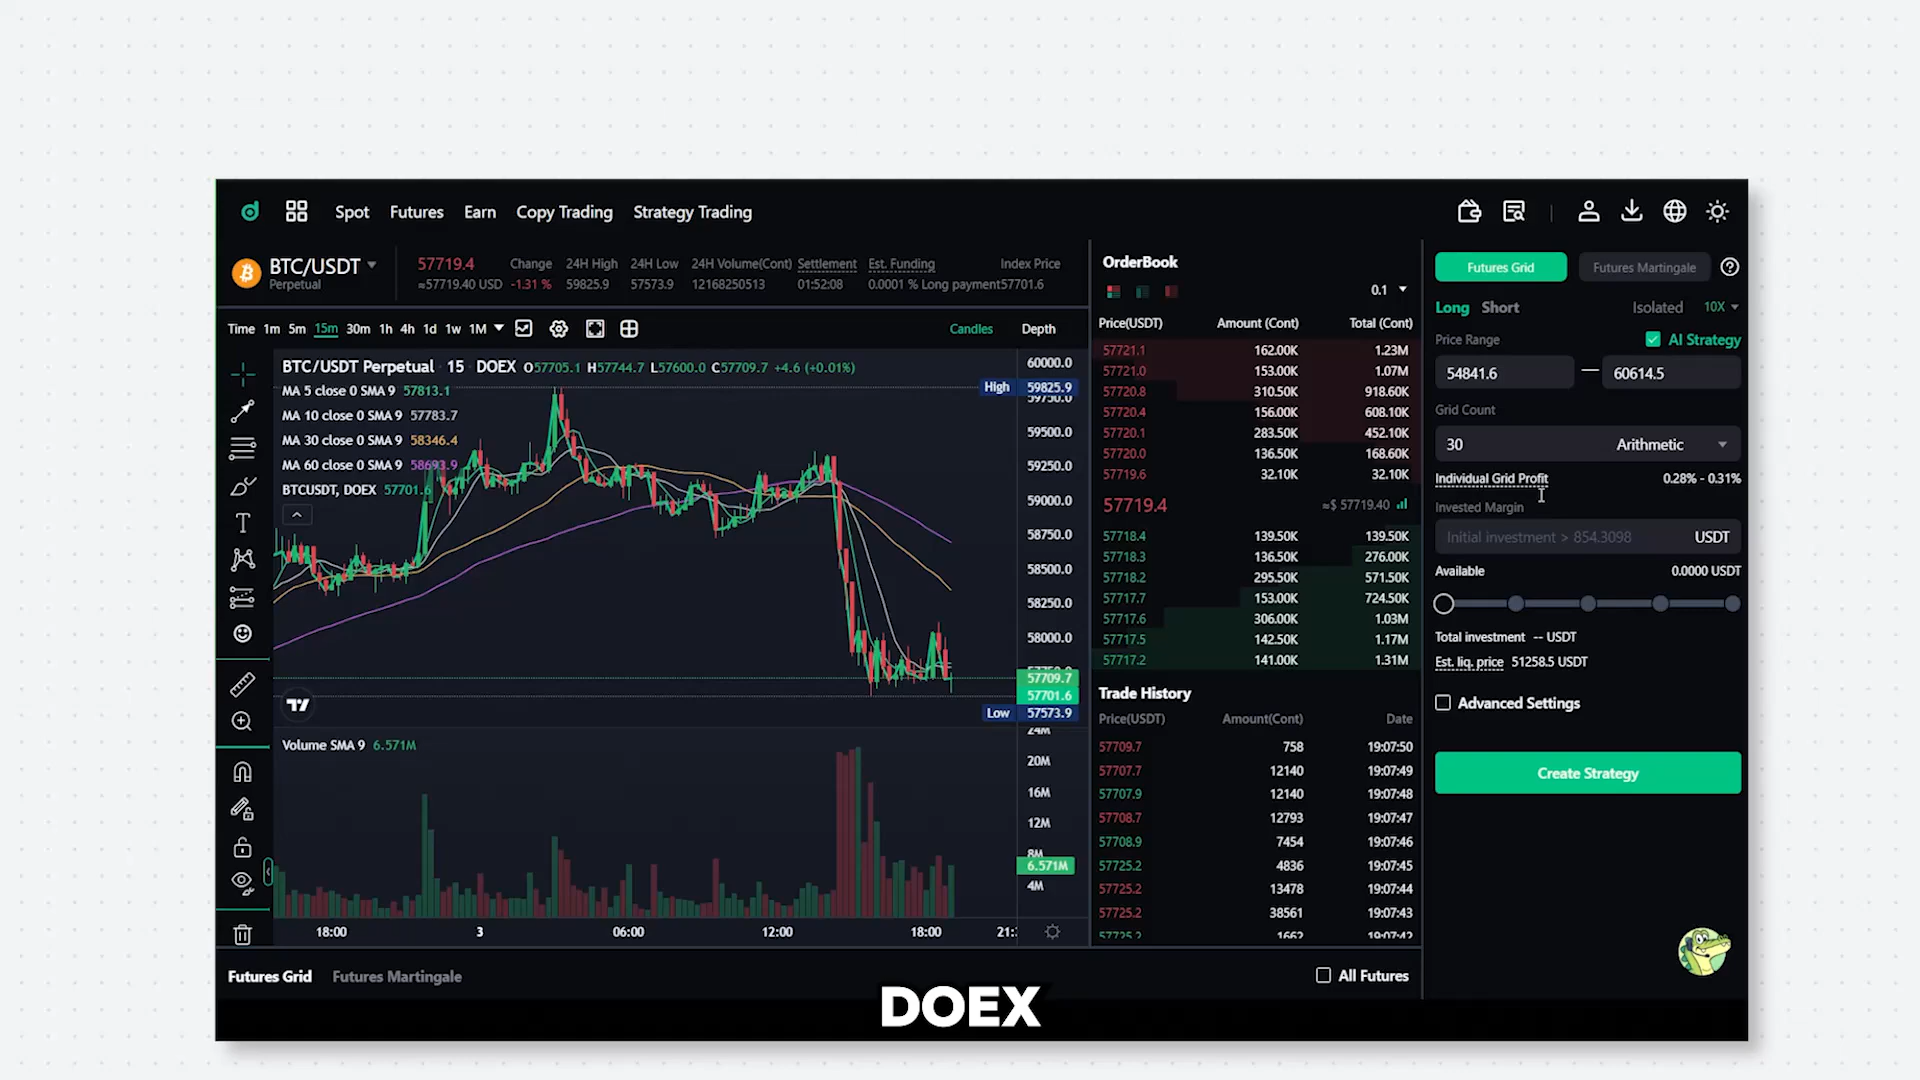 Spot Futures Earn Copy Trading Strategy Trading
BTC/USDT
Perpetual
57719.4
≈57719.40 USD
Change
-1.31 %
24H High
59825.9
24H Low
57573.9
24H Volume(Cont)
12168250513
Settlement
01:52:08
Est. Funding
0.0001 % Long payment
Index Price
57701.6
Time 1m 5m 15m 30m 1h 4h 1d 1w 1M
Candles Depth
BTC/USDT Perpetual · 15 · DOEX O57705.1 H57744.7 L57600.0 C57709.7 +4.6 (+0.01%)
MA 5 close 0 SMA 9 57813.1
MA 10 close 0 SMA 9 57783.7
MA 30 close 0 SMA 9 58346.4
MA 60 close 0 SMA 9 58693.9
BTCUSDT, DOEX 57701.6
60000.0
High 59825.9
59750.0
59500.0
59250.0
59000.0
58750.0
58500.0
58250.0
58000.0
57750.0
57709.7
57701.6
Low 57573.9
Volume SMA 9 6.571M
24M
20M
16M
12M
8M
6.571M
4M
18:00 3 06:00 12:00 18:00
OrderBook
0.1
Price(USDT) Amount (Cont) Total (Cont)
57721.1 162.00K 1.23M
57721.0 153.00K 1.07M
57720.8 310.50K 918.60K
57720.4 156.00K 608.10K
57720.1 283.50K 452.10K
57720.0 136.50K 168.60K
57719.6 32.10K 32.10K
57719.4 ≈$ 57719.40
57718.4 139.50K 139.50K
57718.3 136.50K 276.00K
57718.2 295.50K 571.50K
57717.7 153.00K 724.50K
57717.6 306.00K 1.03M
57717.5 142.50K 1.17M
57717.2 141.00K 1.31M
Trade History
Price(USDT) Amount(Cont) Date
57709.7 758 19:07:50
57707.7 12140 19:07:49
57707.9 12140 19:07:48
57708.7 12793 19:07:47
57708.9 7454 19:07:46
57725.2 4836 19:07:45
57725.2 13478 19:07:44
57725.2 38561 19:07:43
57725.2 1662 19:07:42
Futures Grid Futures Martingale
Long Short Isolated 10X
Price Range AI Strategy
54841.6 — 60614.5
Grid Count
30 Arithmetic
Individual Grid Profit 0.28% - 0.31%
Invested Margin
Initial investment > 854.3098 USDT
Available 0.0000 USDT
Total investment -- USDT
Est. liq. price 51258.5 USDT
Advanced Settings
Create Strategy
Futures Grid Futures Martingale
All Futures
DOEX